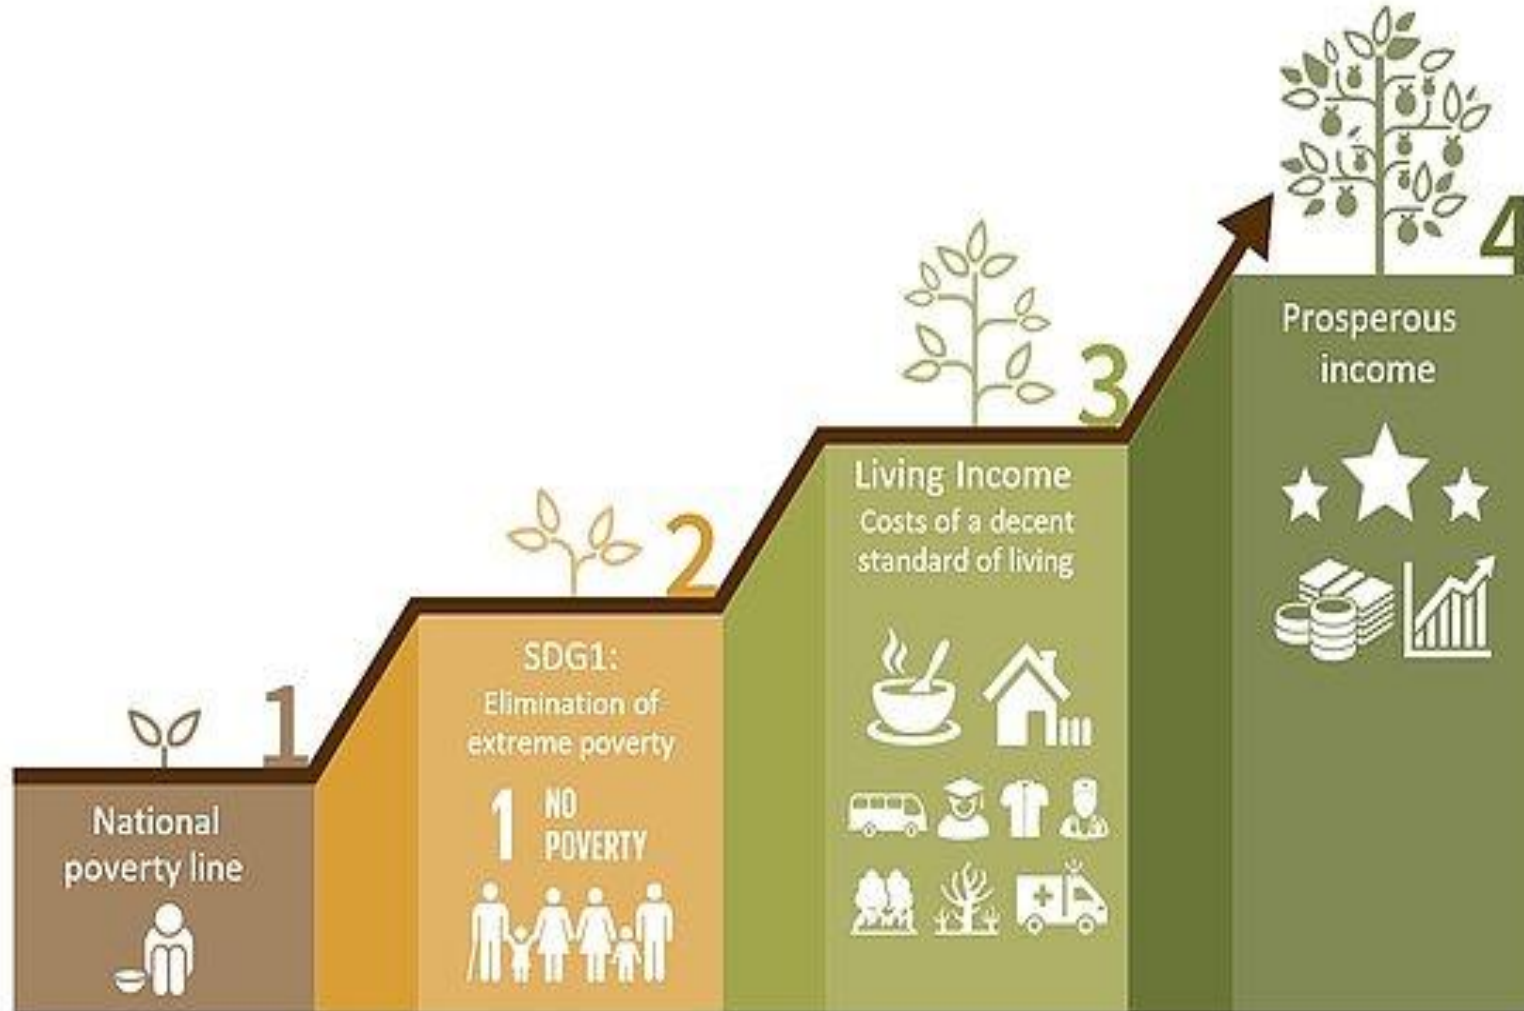 1
National
poverty line
2
SDG1:
Elimination of
extreme poverty
1 NO
POVERTY
3
Living Income
Costs of a decent
standard of living
4
Prosperous
income